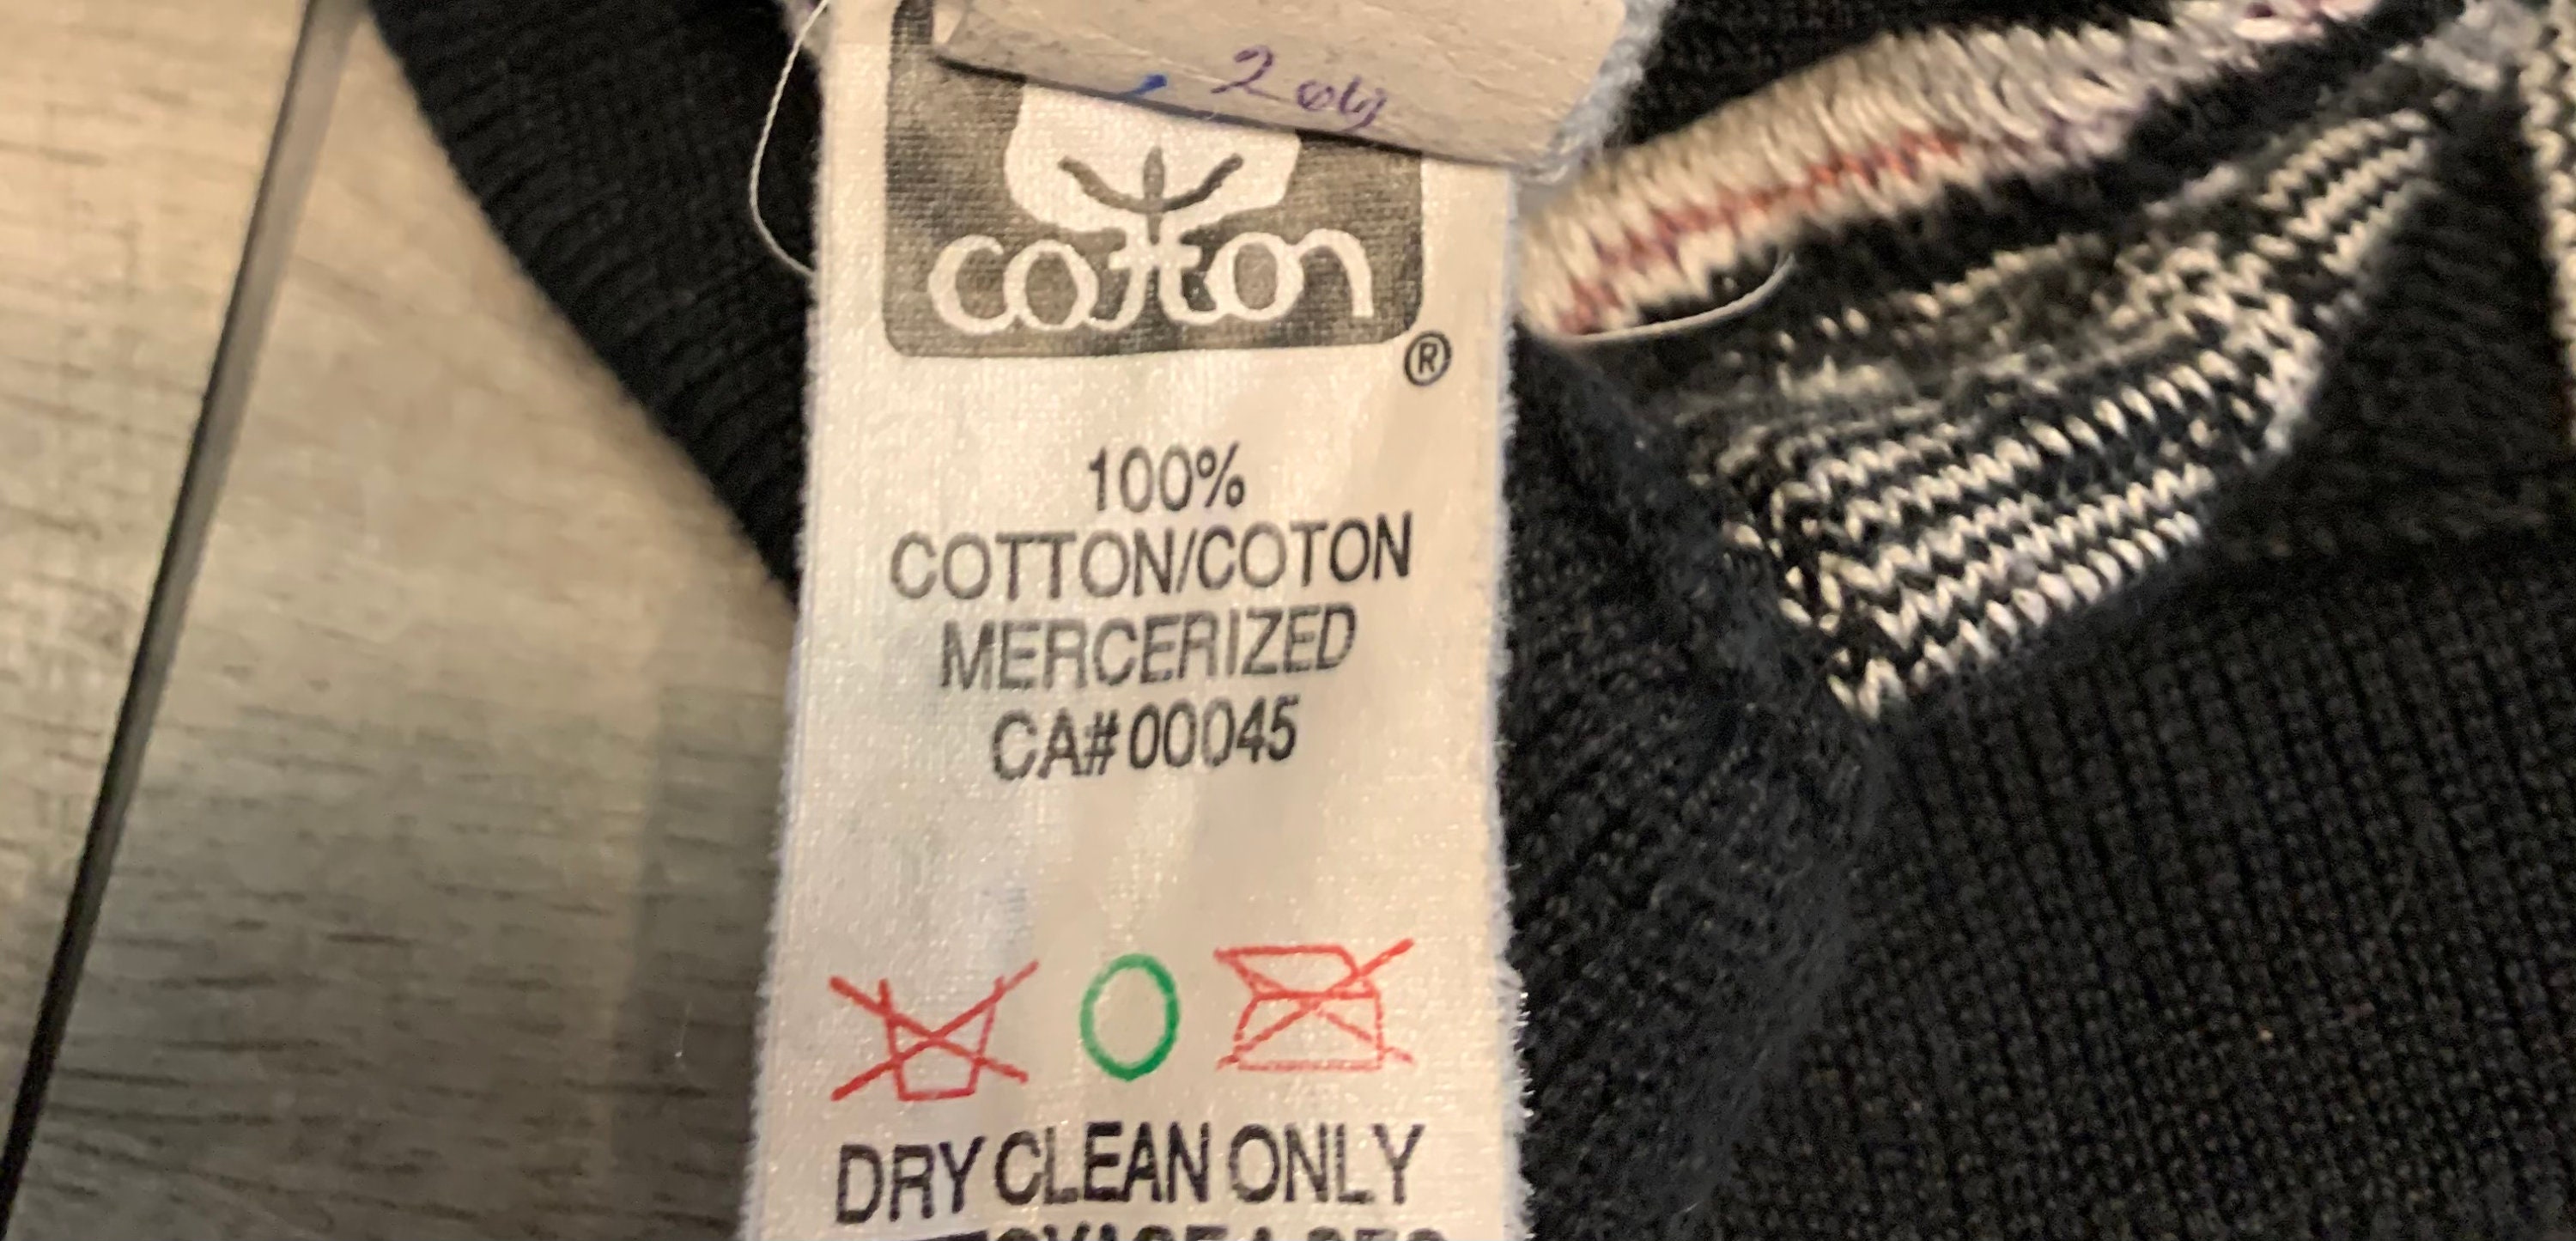 cotton
®
100%
COTTON/COTON
MERCERIZED
CA#00045
DRY CLEAN ONLY